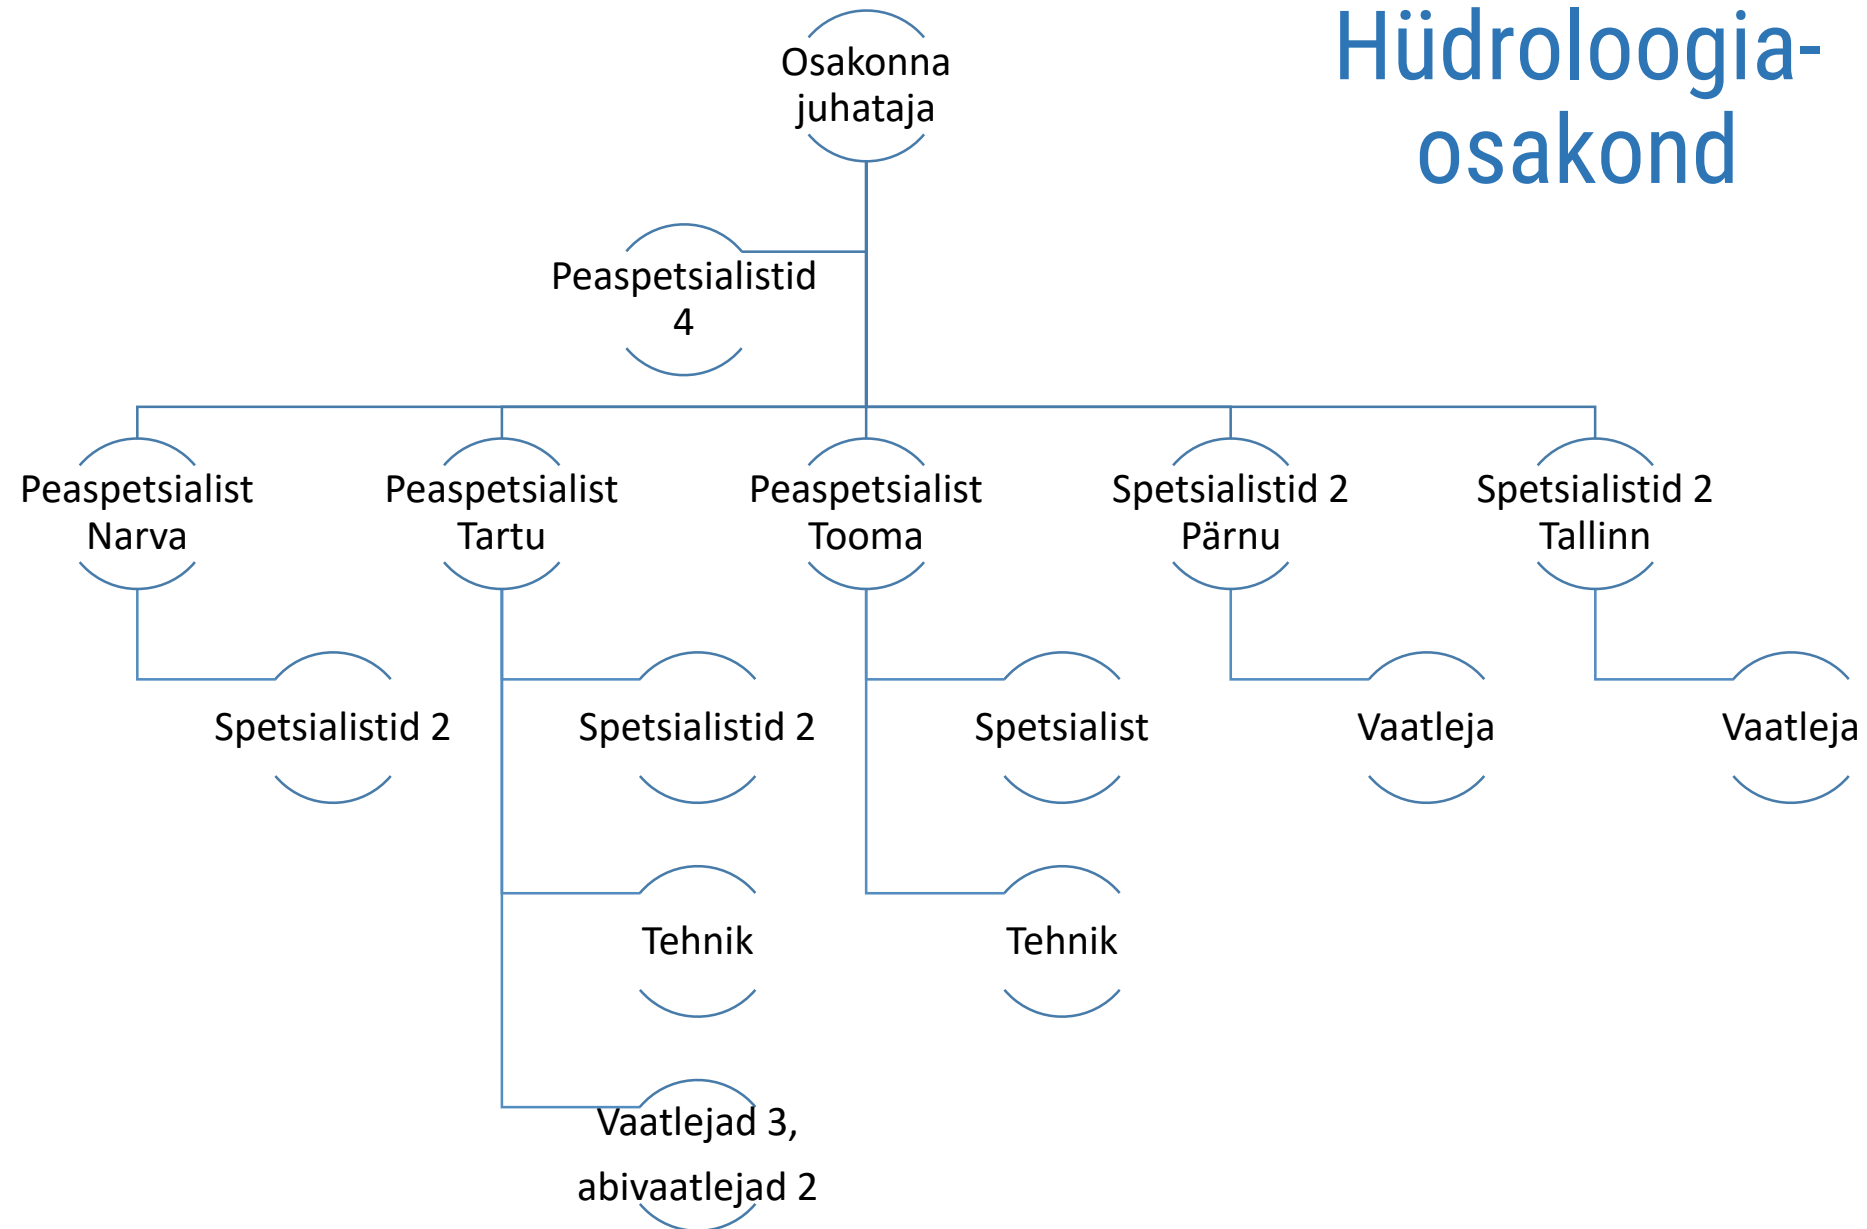 Hüdroloogia-
osakond
Osakonna
juhataja
Peaspetsialistid
4
Peaspetsialist
Narva
Peaspetsialist
Tartu
Peaspetsialist
Tooma
Spetsialistid 2
Pärnu
Spetsialistid 2
Tallinn
Spetsialistid 2
Spetsialistid 2
Spetsialist
Vaatleja
Vaatleja
Tehnik
Tehnik
Vaatlejad 3,
abivaatlejad 2